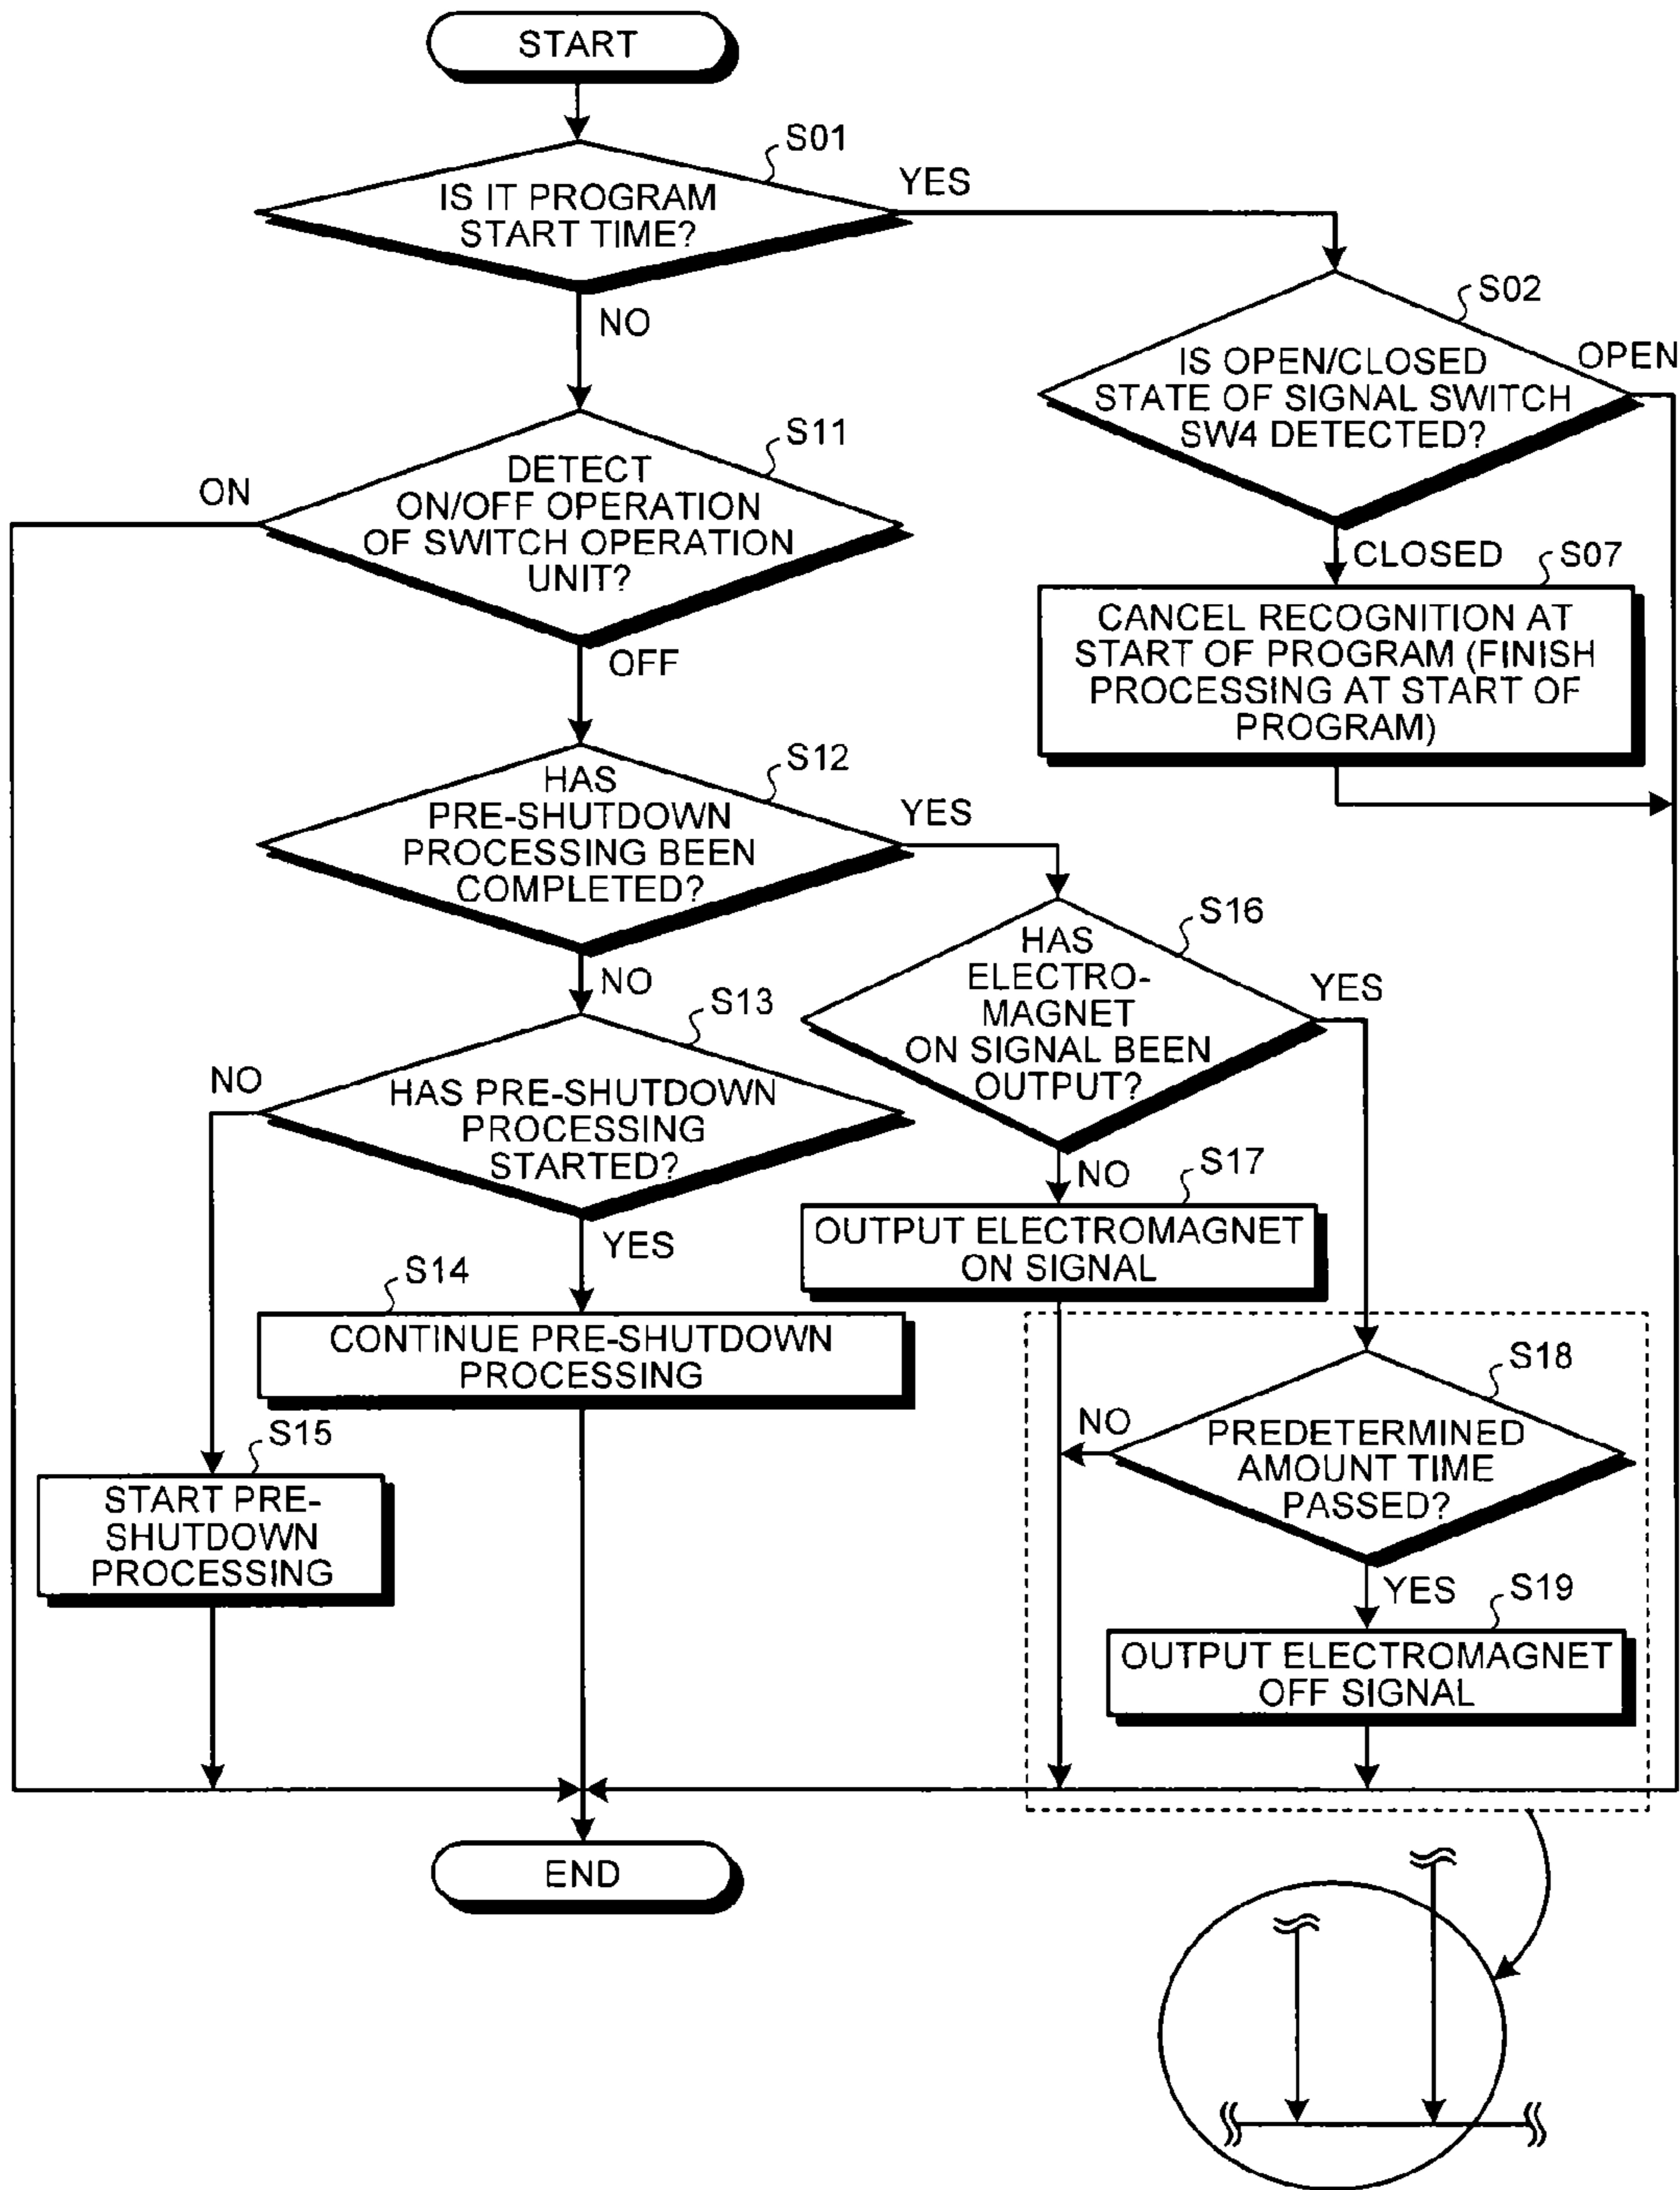 START
S01
IS IT PROGRAM
START TIME?
YES
NO
S02
IS OPEN/CLOSED
STATE OF SIGNAL SWITCH
SW4 DETECTED?
OPEN
CLOSED
S07
CANCEL RECOGNITION AT
START OF PROGRAM (FINISH
PROCESSING AT START OF
PROGRAM)
S11
DETECT
ON/OFF OPERATION
OF SWITCH OPERATION
UNIT?
ON
OFF
S12
HAS
PRE-SHUTDOWN
PROCESSING BEEN
COMPLETED?
YES
NO
S16
HAS
ELECTRO-
MAGNET
ON SIGNAL BEEN
OUTPUT?
YES
NO
S13
HAS PRE-SHUTDOWN
PROCESSING
STARTED?
NO
YES
S17
OUTPUT ELECTROMAGNET
ON SIGNAL
S14
CONTINUE PRE-SHUTDOWN
PROCESSING
S18
PREDETERMINED
AMOUNT TIME
PASSED?
NO
YES
S15
START PRE-
SHUTDOWN
PROCESSING
S19
OUTPUT ELECTROMAGNET
OFF SIGNAL
END